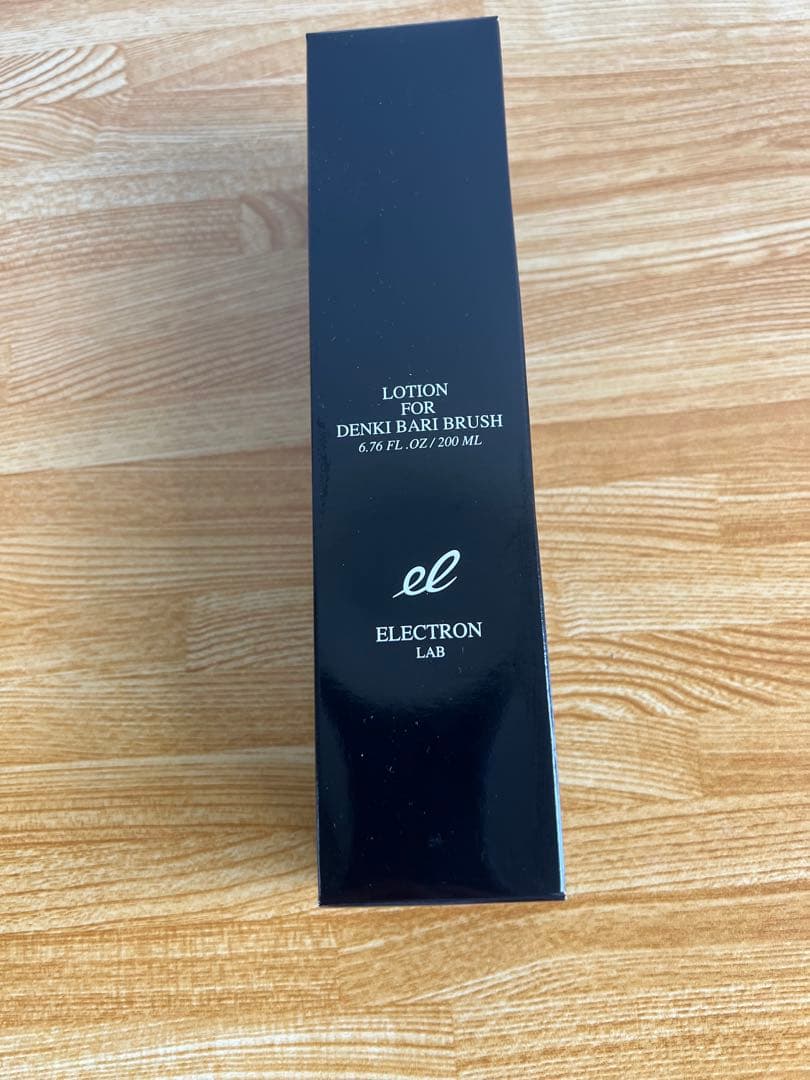 LOTION
FOR
DENKI BARI BRUSH
6.76 FL .OZ / 200 ML
el
ELECTRON
LAB